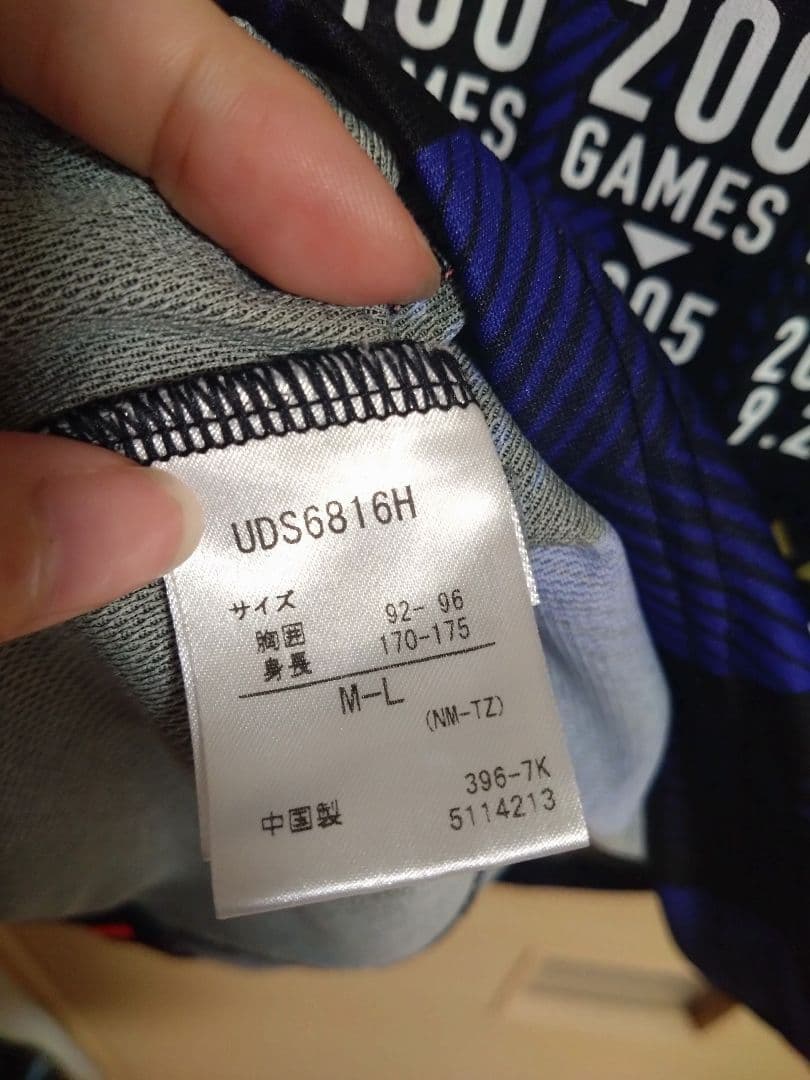 200
GAMES
UDS6816H
サイズ
胸囲 92- 96
身長 170-175
M-L
(NM-TZ)
396-7K
中国製 5114213